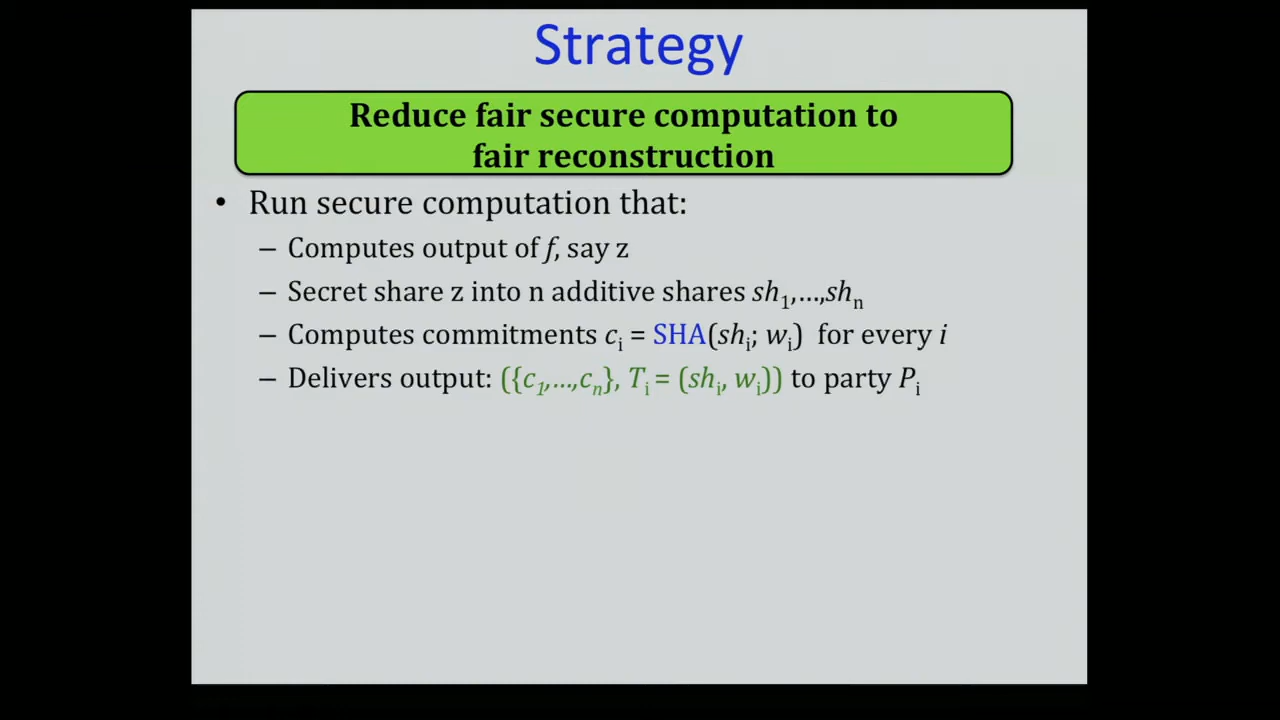 Strategy
Reduce fair secure computation to
fair reconstruction
• Run secure computation that:
– Computes output of f, say z
– Secret share z into n additive shares sh₁,…,shₙ
– Computes commitments cᵢ = SHA(shᵢ; wᵢ) for every i
– Delivers output: ({c₁,…,cₙ}, Tᵢ = (shᵢ, wᵢ)) to party Pᵢ